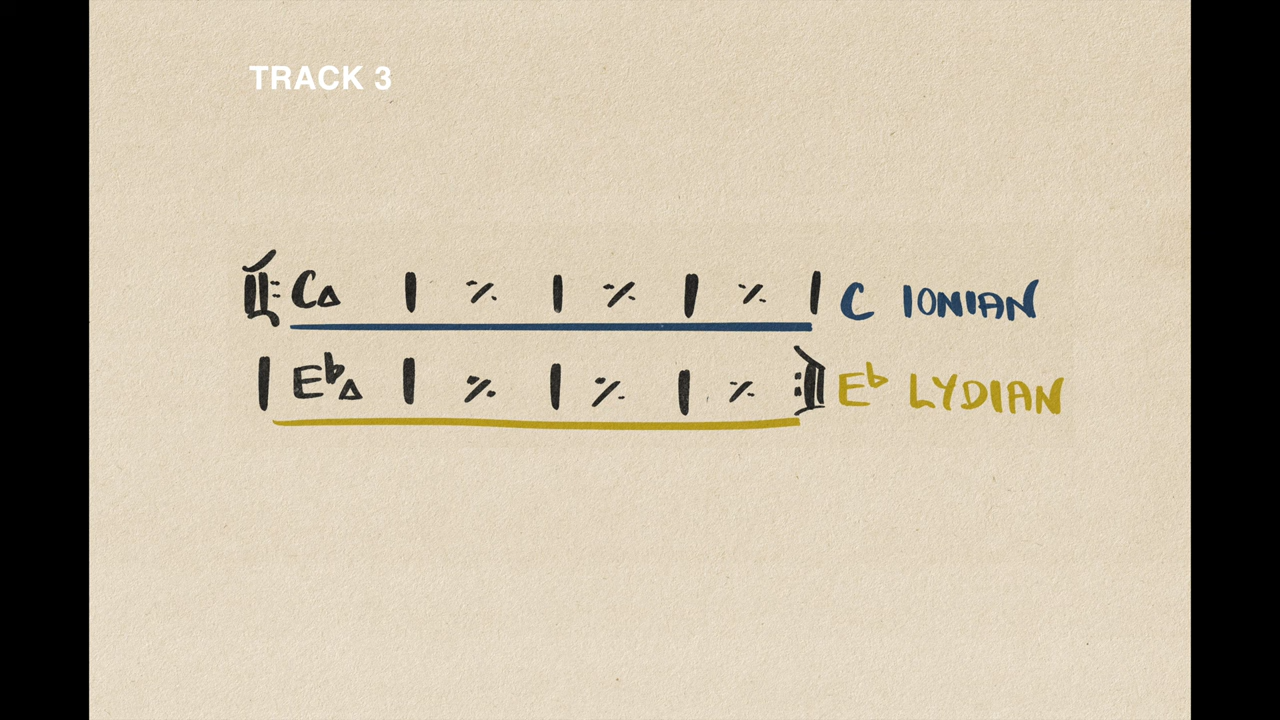 TRACK 3
𝄆 C∆ | 𝄎 | 𝄎 | 𝄎 | C IONIAN
| E♭∆ | 𝄎 | 𝄎 | 𝄎 𝄇 E♭ LYDIAN